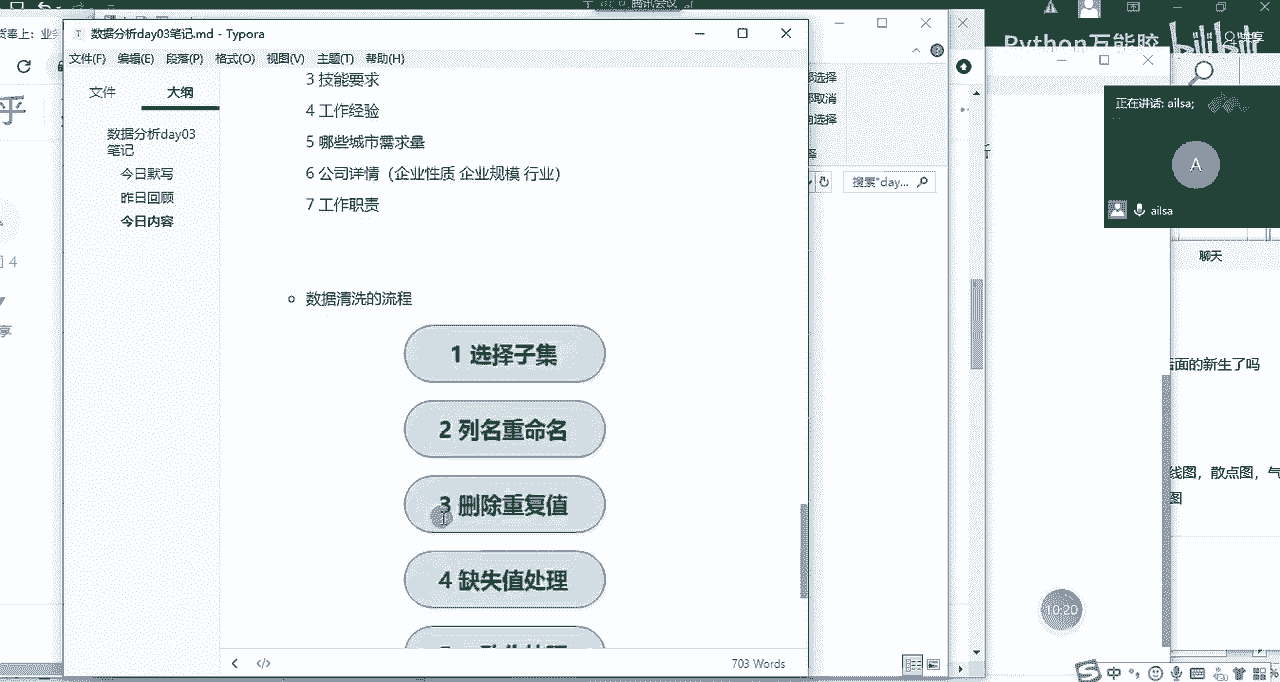 腾讯会议
数据分析day03笔记.md - Typora
文件(F) 编辑(E) 段落(P) 格式(O) 视图(V) 主题(T) 帮助(H)
文件 大纲
数据分析day03
笔记
今日默写
昨日回顾
今日内容
3 技能要求
4 工作经验
5 哪些城市需求量
6 公司详情（企业性质 企业规模 行业）
7 工作职责
数据清洗的流程
1 选择子集
2 列名重命名
3 删除重复值
4 缺失值处理
703 Words
搜索"day...
Python万能胶
bilibili
正在讲话: ailsa;
A
ailsa
聊天
后面的新生了吗
线图，散点图，气
图
10:20
中